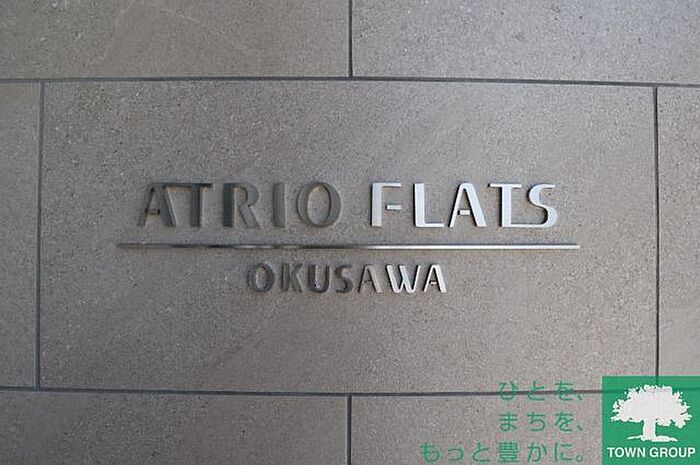 ATRIO FLATS
OKUSAWA
ひとを、
まちを、
もっと豊かに。
TOWN GROUP